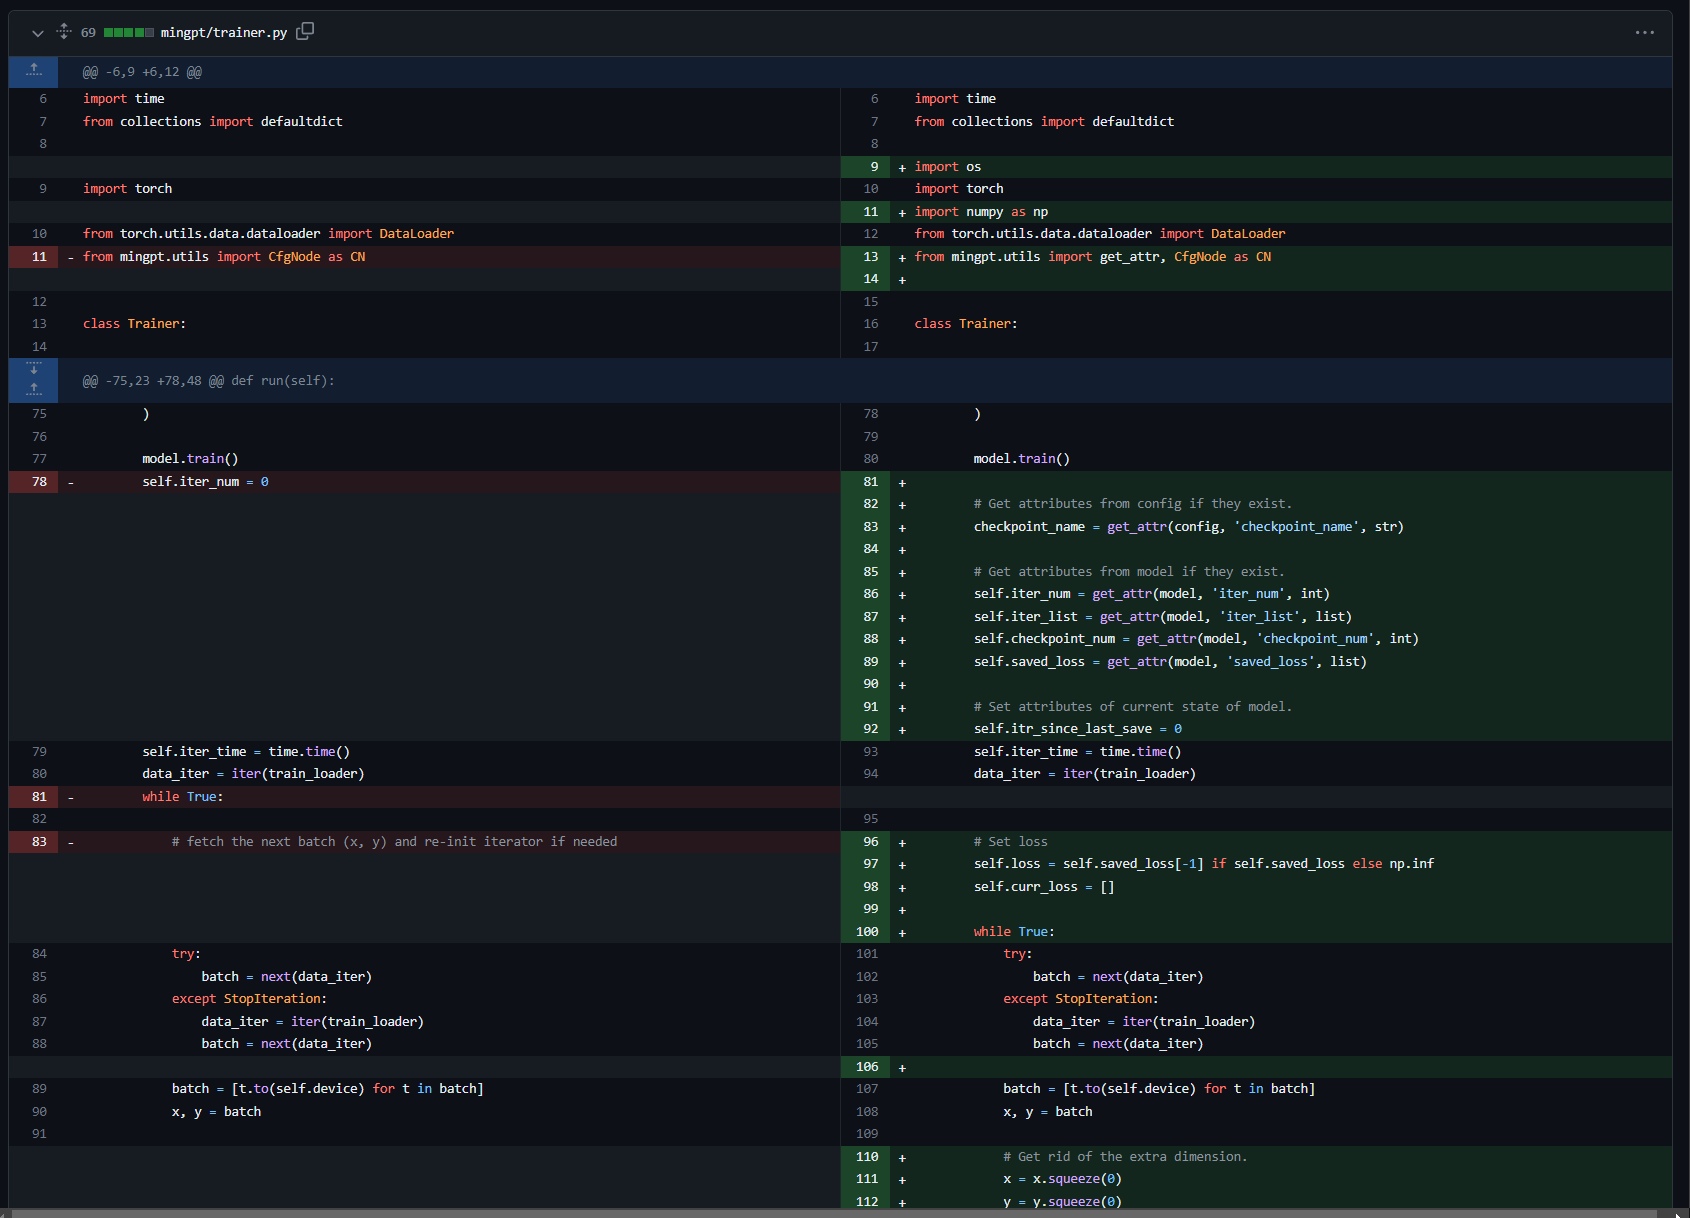 69 mingpt/trainer.py
@@ -6,9 +6,12 @@
6 import time
6 import time
7 from collections import defaultdict
7 from collections import defaultdict
8
8
9 + import os
9 import torch
10 import torch
11 + import numpy as np
10 from torch.utils.data.dataloader import DataLoader
12 from torch.utils.data.dataloader import DataLoader
11 - from mingpt.utils import CfgNode as CN
13 + from mingpt.utils import get_attr, CfgNode as CN
14 +
12
15
13 class Trainer:
16 class Trainer:
14
17
@@ -75,23 +78,48 @@ def run(self):
75 )
78 )
76
79
77 model.train()
80 model.train()
78 - self.iter_num = 0
81 +
82 + # Get attributes from config if they exist.
83 + checkpoint_name = get_attr(config, 'checkpoint_name', str)
84 +
85 + # Get attributes from model if they exist.
86 + self.iter_num = get_attr(model, 'iter_num', int)
87 + self.iter_list = get_attr(model, 'iter_list', list)
88 + self.checkpoint_num = get_attr(model, 'checkpoint_num', int)
89 + self.saved_loss = get_attr(model, 'saved_loss', list)
90 +
91 + # Set attributes of current state of model.
92 + self.itr_since_last_save = 0
79 self.iter_time = time.time()
93 self.iter_time = time.time()
80 data_iter = iter(train_loader)
94 data_iter = iter(train_loader)
81 - while True:
82
95
83 - # fetch the next batch (x, y) and re-init iterator if needed
96 + # Set loss
97 + self.loss = self.saved_loss[-1] if self.saved_loss else np.inf
98 + self.curr_loss = []
99 +
100 + while True:
84 try:
101 try:
85 batch = next(data_iter)
102 batch = next(data_iter)
86 except StopIteration:
103 except StopIteration:
87 data_iter = iter(train_loader)
104 data_iter = iter(train_loader)
88 batch = next(data_iter)
105 batch = next(data_iter)
106 +
89 batch = [t.to(self.device) for t in batch]
107 batch = [t.to(self.device) for t in batch]
90 x, y = batch
108 x, y = batch
91
109
110 + # Get rid of the extra dimension.
111 + x = x.squeeze(0)
112 + y = y.squeeze(0)